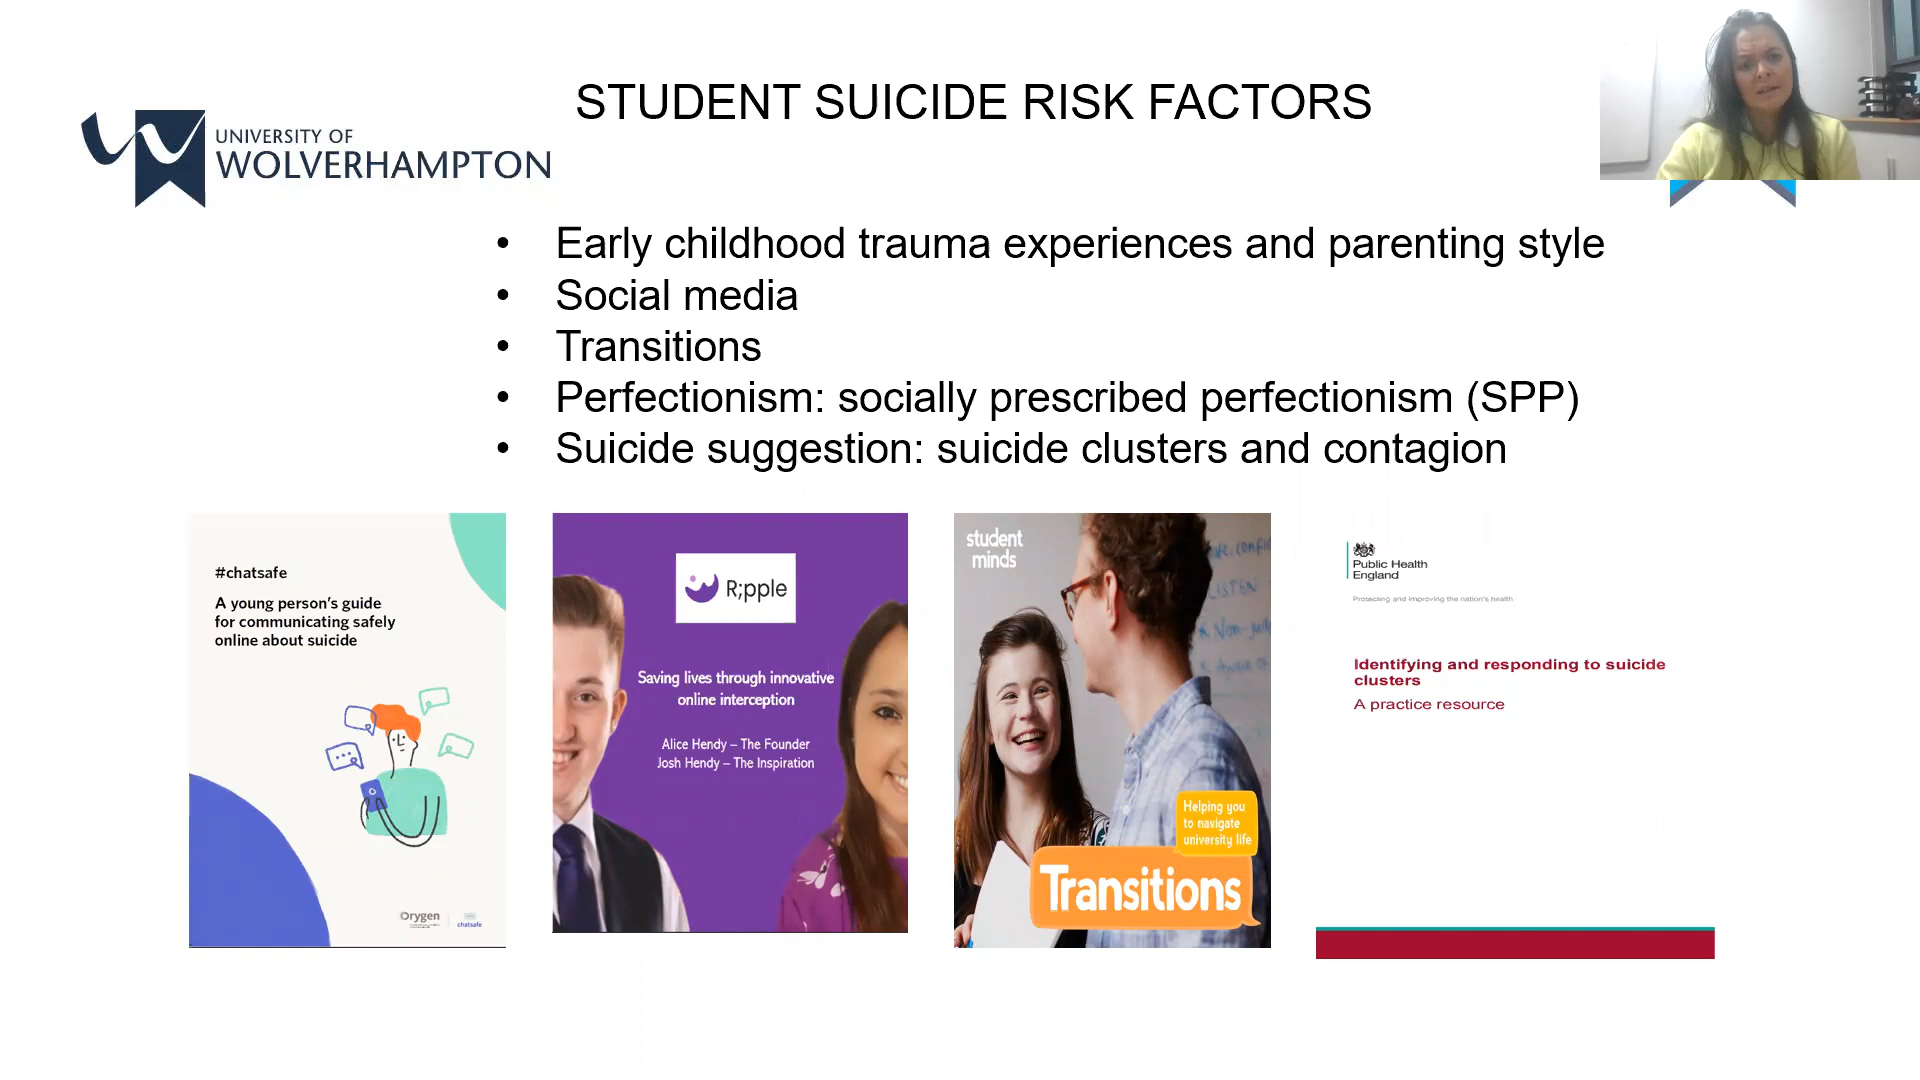 STUDENT SUICIDE RISK FACTORS
UNIVERSITY OF
WOLVERHAMPTON
• Early childhood trauma experiences and parenting style
• Social media
• Transitions
• Perfectionism: socially prescribed perfectionism (SPP)
• Suicide suggestion: suicide clusters and contagion
#chatsafe
A young person's guide
for communicating safely
online about suicide
Orygen
chatsafe
R;pple
Saving lives through innovative
online interception
Alice Hendy – The Founder
Josh Hendy – The Inspiration
student
minds
LISTEN
Helping you
to navigate
university life
Transitions
Public Health
England
Protecting and improving the nation's health
Identifying and responding to suicide
clusters
A practice resource